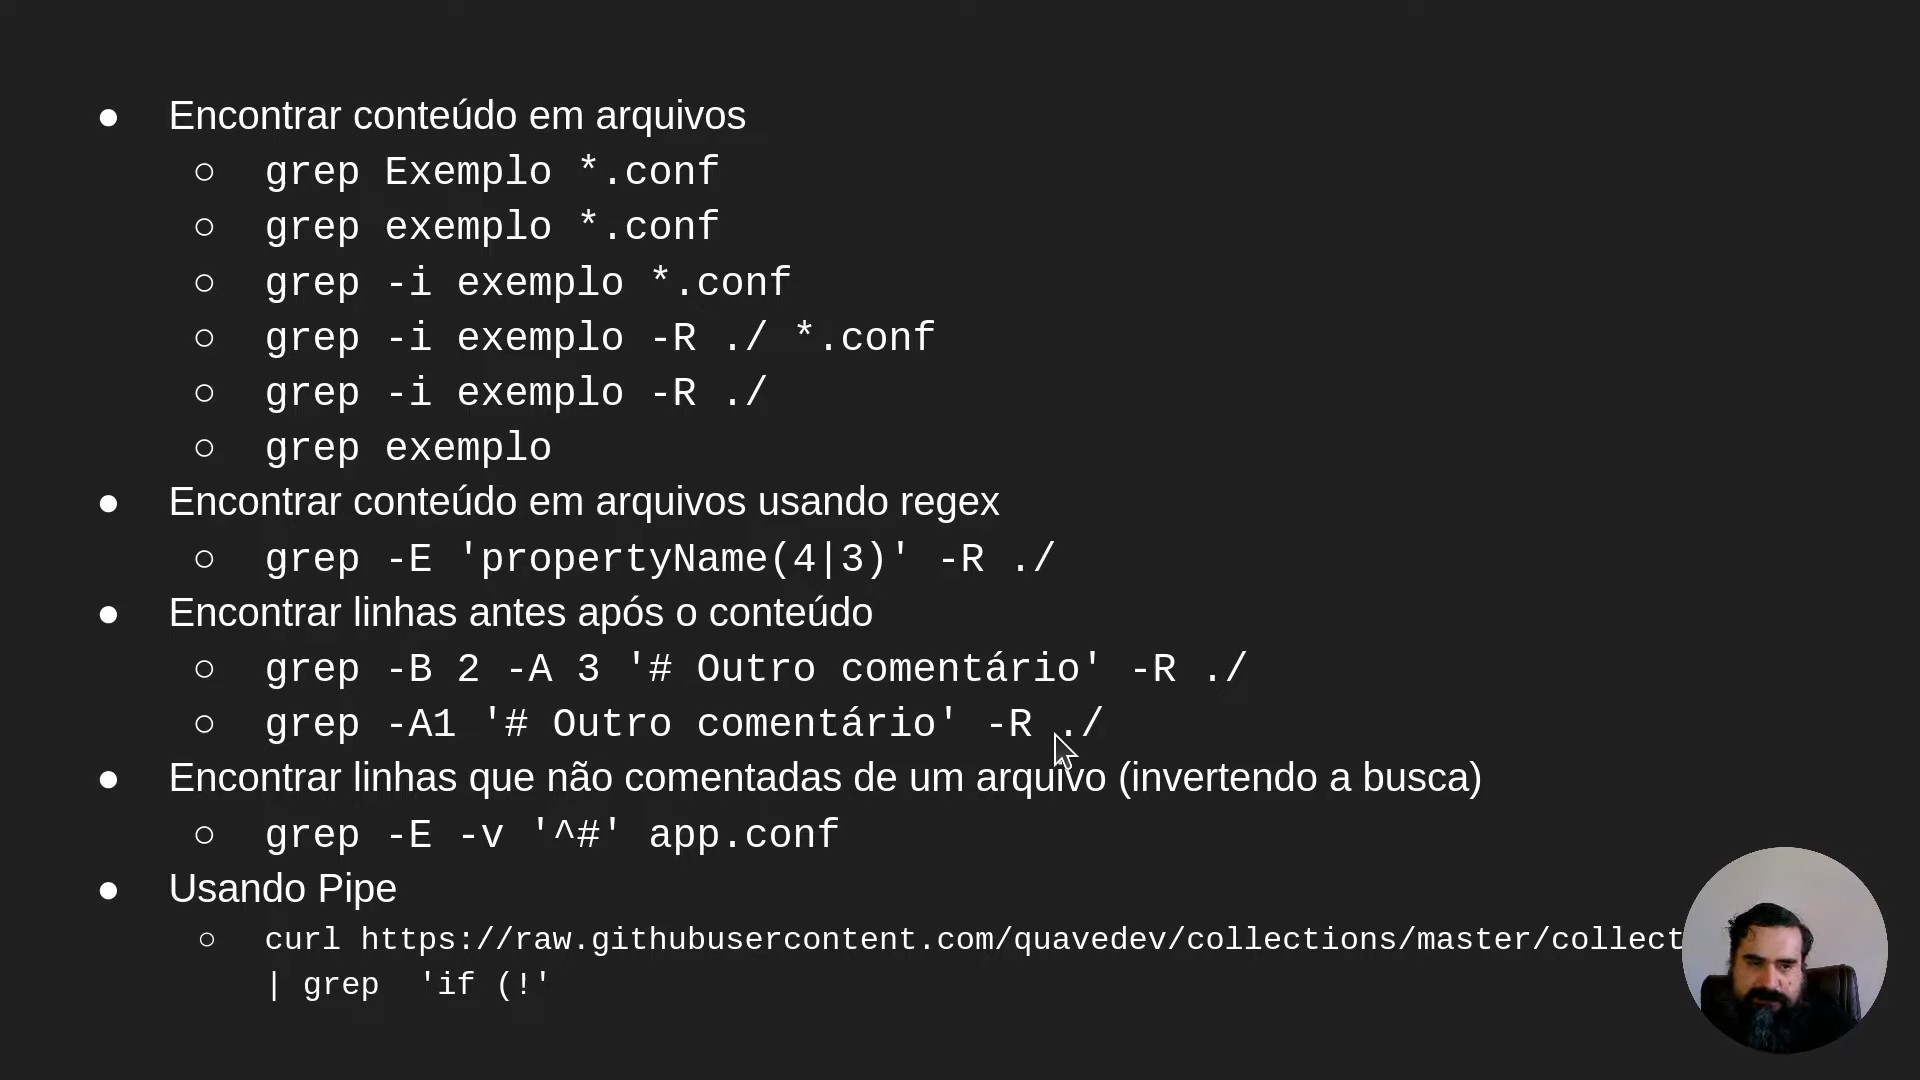 ● Encontrar conteúdo em arquivos
○ grep Exemplo *.conf
○ grep exemplo *.conf
○ grep -i exemplo *.conf
○ grep -i exemplo -R ./ *.conf
○ grep -i exemplo -R ./
○ grep exemplo
● Encontrar conteúdo em arquivos usando regex
○ grep -E 'propertyName(4|3)' -R ./
● Encontrar linhas antes após o conteúdo
○ grep -B 2 -A 3 '# Outro comentário' -R ./
○ grep -A1 '# Outro comentário' -R ./
● Encontrar linhas que não comentadas de um arquivo (invertendo a busca)
○ grep -E -v '^#' app.conf
● Usando Pipe
○ curl https://raw.githubusercontent.com/quavedev/collections/master/collect
| grep  'if (!'